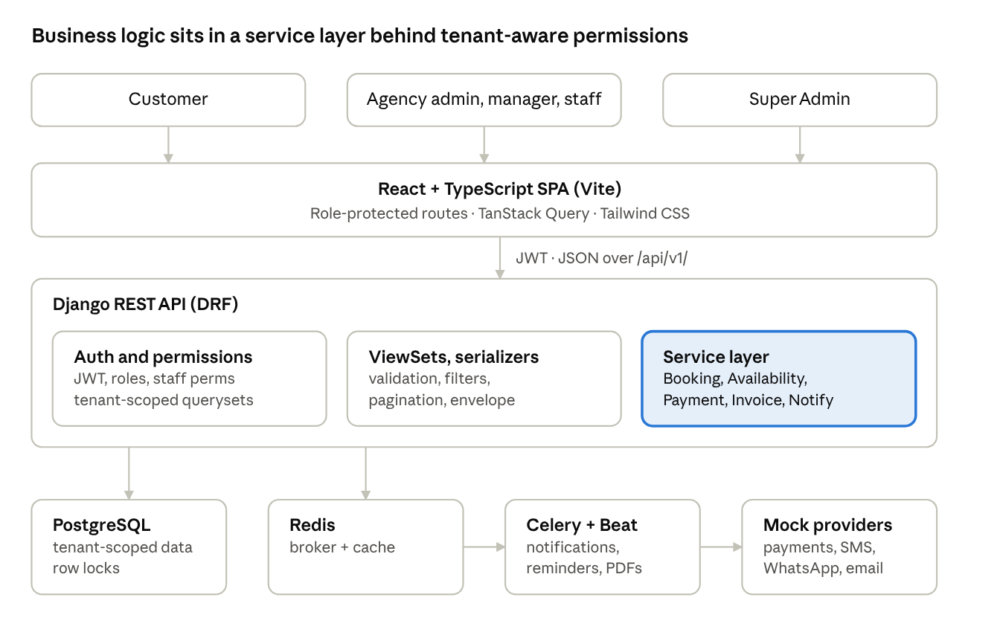 Business logic sits in a service layer behind tenant-aware permissions
Customer
Agency admin, manager, staff
Super Admin
React + TypeScript SPA (Vite)
Role-protected routes · TanStack Query · Tailwind CSS
JWT · JSON over /api/v1/
Django REST API (DRF)
Auth and permissions
JWT, roles, staff perms
tenant-scoped querysets
ViewSets, serializers
validation, filters,
pagination, envelope
Service layer
Booking, Availability,
Payment, Invoice, Notify
PostgreSQL
tenant-scoped data
row locks
Redis
broker + cache
Celery + Beat
notifications,
reminders, PDFs
Mock providers
payments, SMS,
WhatsApp, email